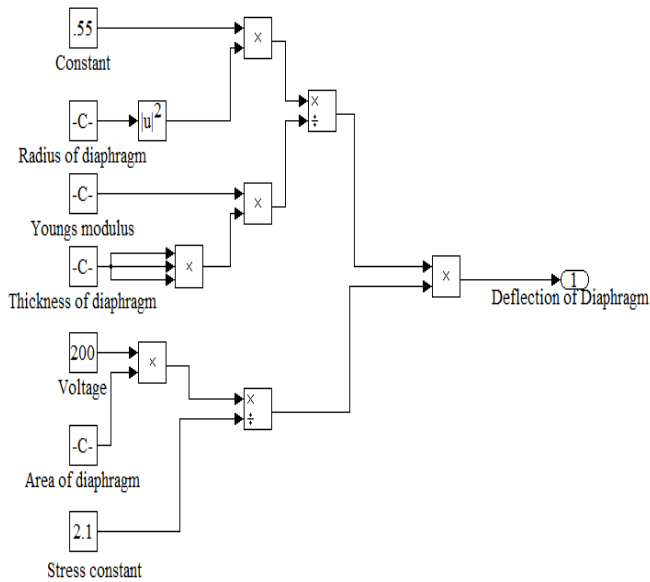 .55
×
Constant
-C-
|u|²
Radius of diaphragm
×
÷
-C-
×
Youngs modulus
-C-
×
Thickness of diaphragm
×
1
Deflection of Diaphragm
200
×
Voltage
×
÷
-C-
Area of diaphragm
2.1
Stress constant